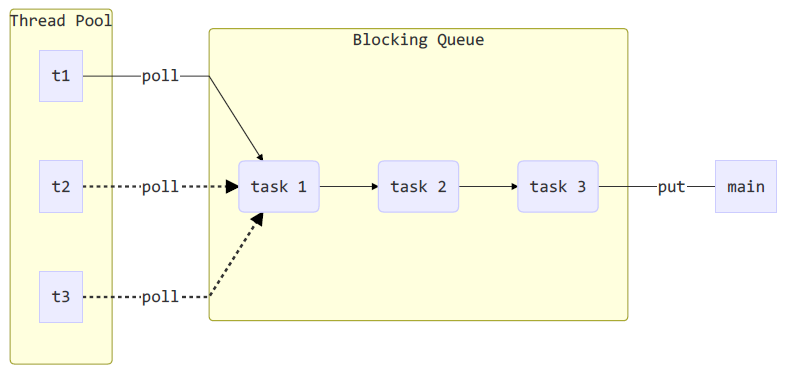 Thread Pool
Blocking Queue
t1
poll
t2
poll
task 1
task 2
task 3
put
main
t3
poll